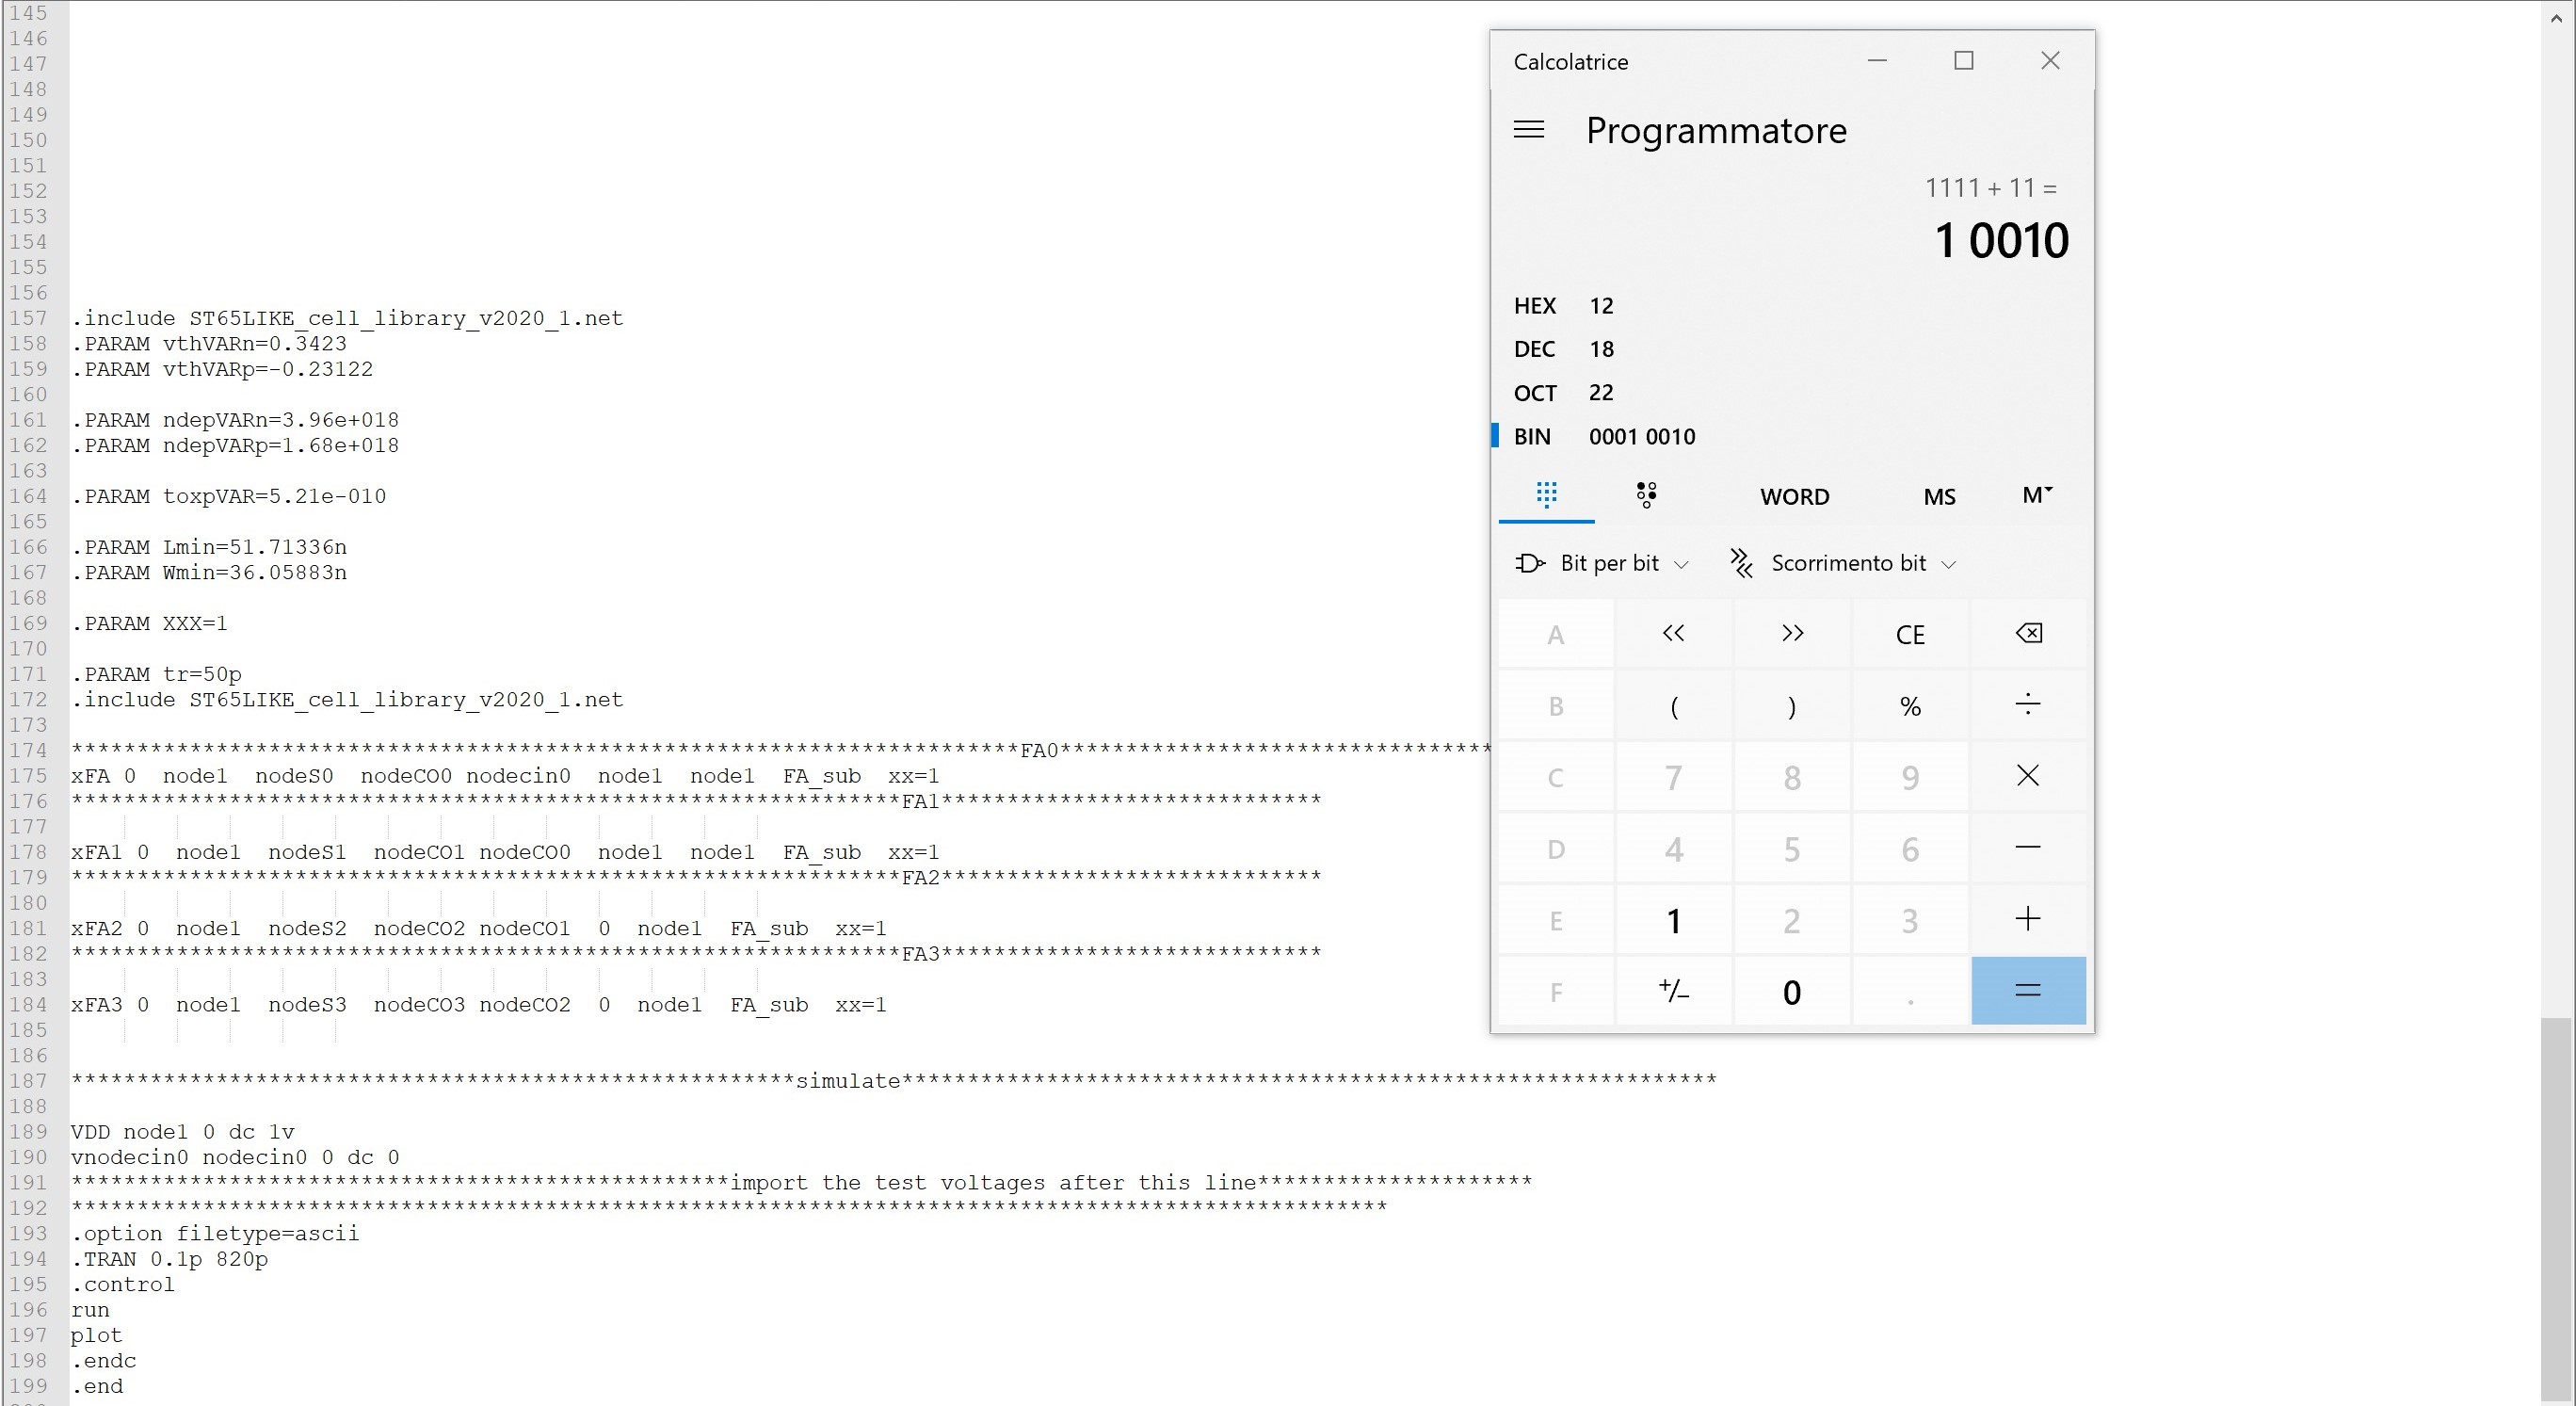 145
146
147
148
149
150
151
152
153
154
155
156
157 .include ST65LIKE_cell_library_v2020_1.net
158 .PARAM vthVARn=0.3423
159 .PARAM vthVARp=-0.23122
160
161 .PARAM ndepVARn=3.96e+018
162 .PARAM ndepVARp=1.68e+018
163
164 .PARAM toxpVAR=5.21e-010
165
166 .PARAM Lmin=51.71336n
167 .PARAM Wmin=36.05883n
168
169 .PARAM XXX=1
170
171 .PARAM tr=50p
172 .include ST65LIKE_cell_library_v2020_1.net
173
174 ************************************************************************FA0*********************************
175 xFA 0 node1 nodeS0 nodeCO0 nodecin0 node1 node1 FA_sub xx=1
176 ***************************************************************FA1*****************************
177
178 xFA1 0 node1 nodeS1 nodeCO1 nodeCO0 node1 node1 FA_sub xx=1
179 ***************************************************************FA2*****************************
180
181 xFA2 0 node1 nodeS2 nodeCO2 nodeCO1 0 node1 FA_sub xx=1
182 ***************************************************************FA3*****************************
183
184 xFA3 0 node1 nodeS3 nodeCO3 nodeCO2 0 node1 FA_sub xx=1
185
186
187 *******************************************************simulate**************************************************************
188
189 VDD node1 0 dc 1v
190 vnodecin0 nodecin0 0 dc 0
191 **************************************************import the test voltages after this line*********************
192 ****************************************************************************************************
193 .option filetype=ascii
194 .TRAN 0.1p 820p
195 .control
196 run
197 plot
198 .endc
199 .end
Calcolatrice
Programmatore
1111 + 11 =
1 0010
HEX 12
DEC 18
OCT 22
BIN 0001 0010
WORD MS M
Bit per bit Scorrimento bit
A << >> CE
B ( ) % ÷
C 7 8 9 ×
D 4 5 6 −
E 1 2 3 +
F +/− 0 . =